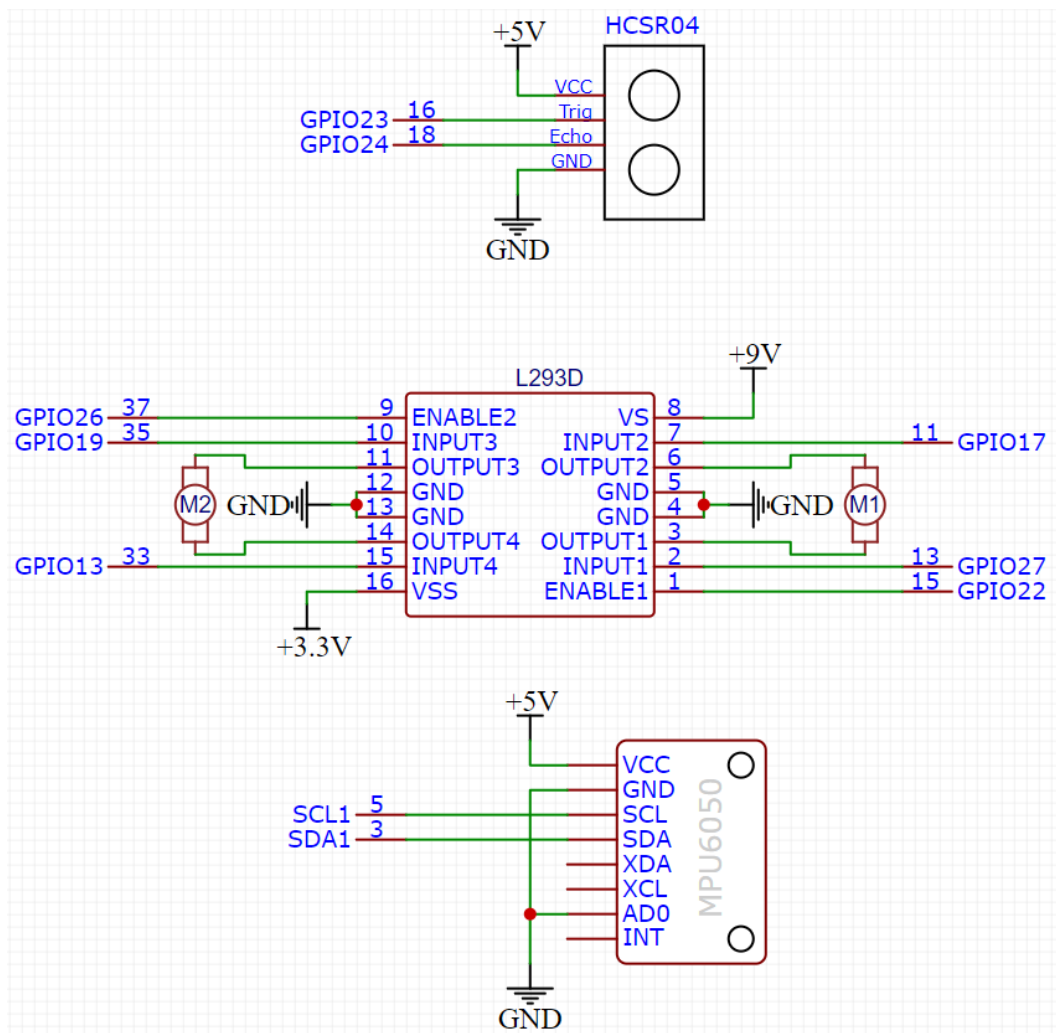 HCSR04
+5V
VCC
GPIO23 16 Trig
GPIO24 18 Echo
GND
GND
+9V
L293D
GPIO26 37 9 ENABLE2 VS 8
GPIO19 35 10 INPUT3 INPUT2 7 11 GPIO17
11 OUTPUT3 OUTPUT2 6
12 GND GND 5
M2 GND GND M1
13 GND GND 4
14 OUTPUT4 OUTPUT1 3
GPIO13 33 15 INPUT4 INPUT1 2 13 GPIO27
16 VSS ENABLE1 1 15 GPIO22
+3.3V
+5V
VCC
GND
SCL1 5 SCL
SDA1 3 SDA
XDA
XCL
AD0
INT
MPU6050
GND